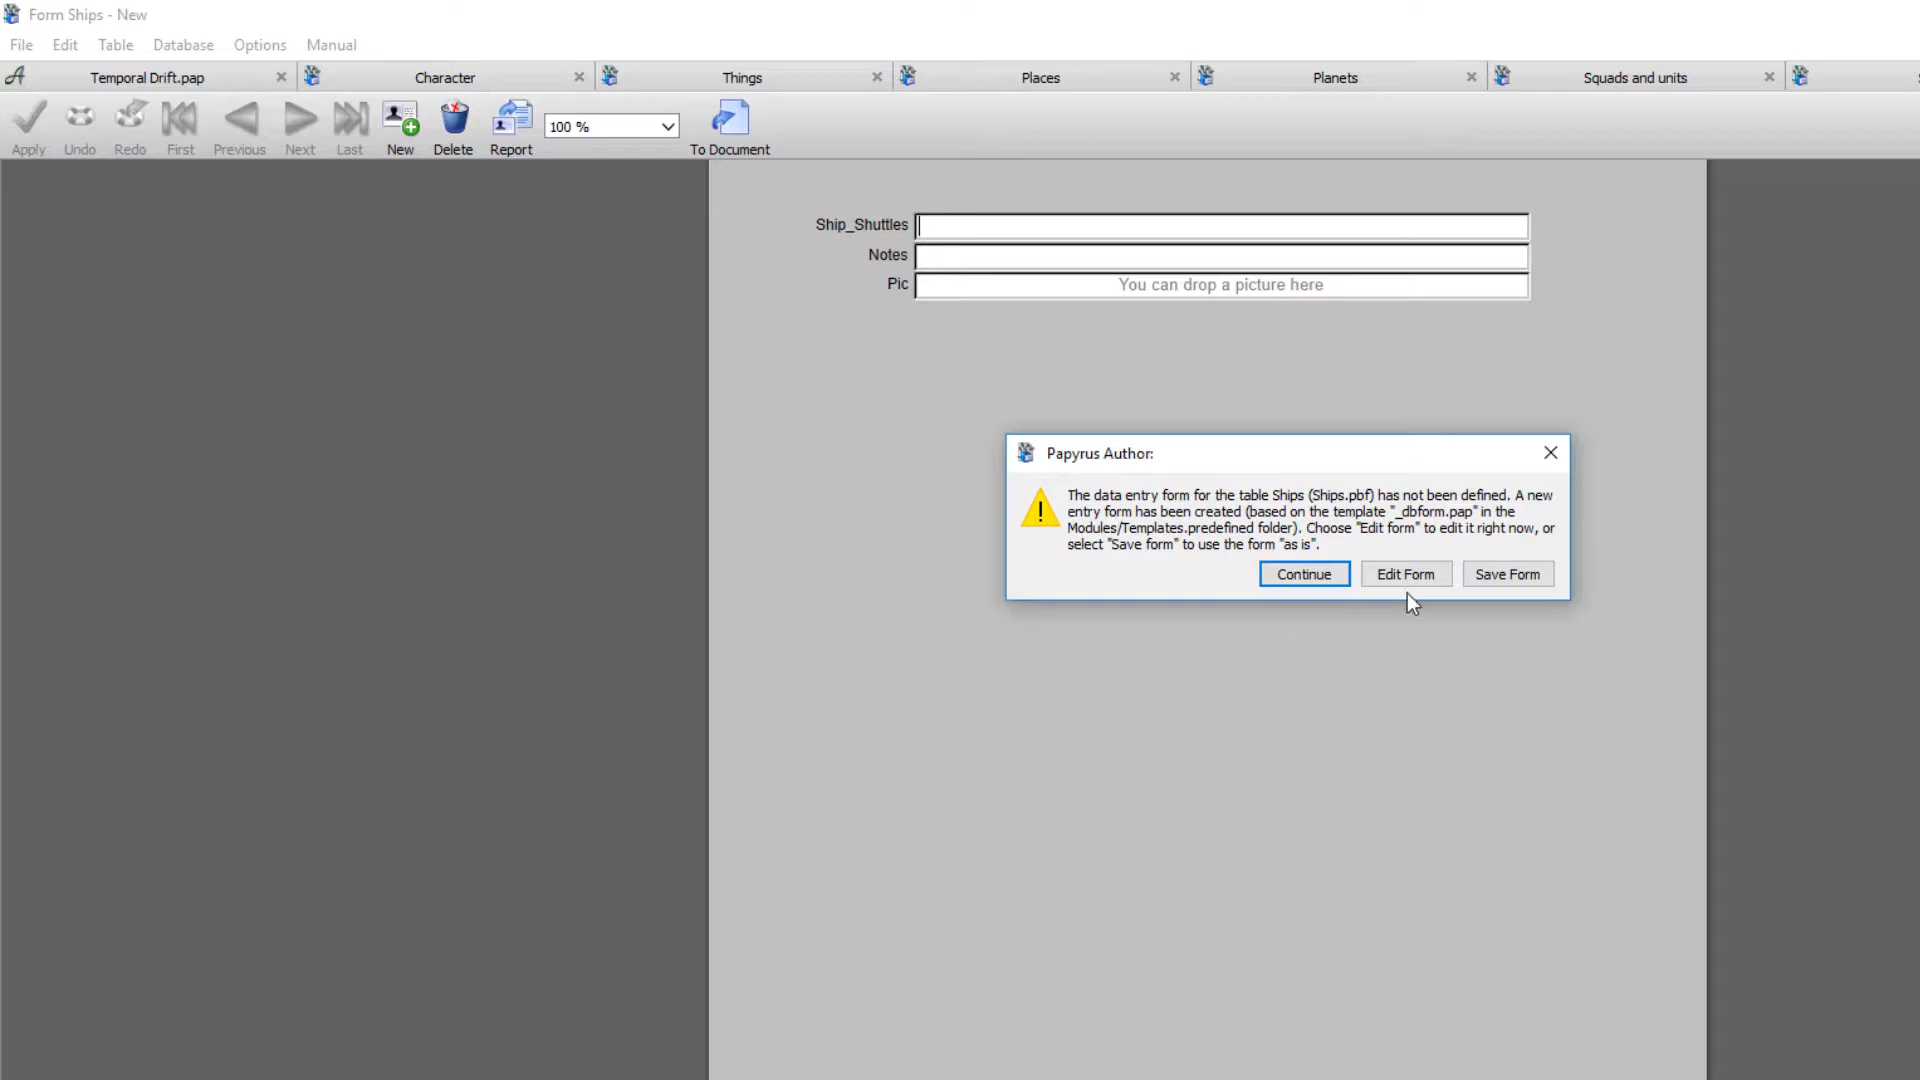 Form Ships - New
File Edit Table Database Options Manual
Temporal Drift.pap Character Things Places Planets Squads and units
Apply Undo Redo First Previous Next Last New Delete Report 100 % To Document
Ship_Shuttles
Notes
Pic You can drop a picture here
Papyrus Author:
The data entry form for the table Ships (Ships.pbf) has not been defined. A new
entry form has been created (based on the template "_dbform.pap" in the
Modules/Templates.predefined folder). Choose "Edit form" to edit it right now, or
select "Save form" to use the form "as is".
Continue Edit Form Save Form